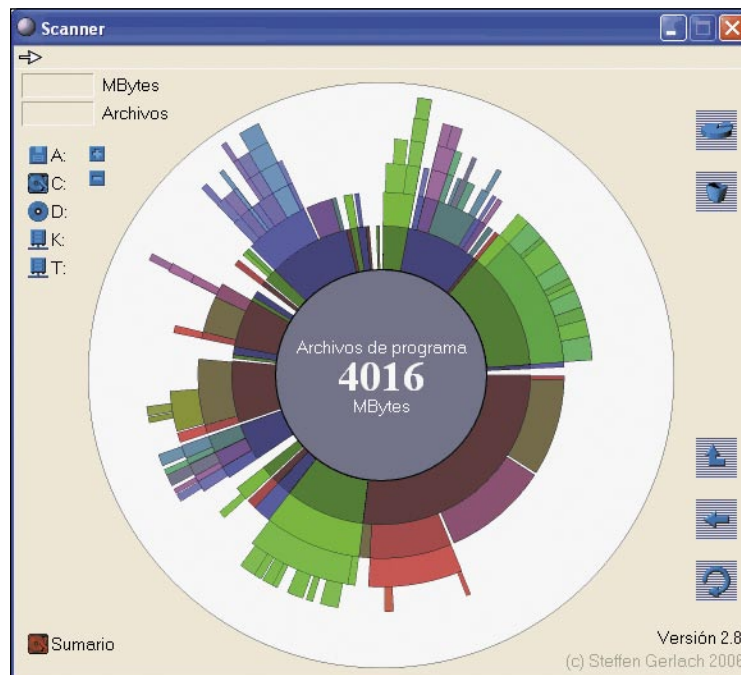 Scanner
MBytes
Archivos
A:
C:
D:
K:
T:
Archivos de programa
4016
MBytes
Sumario
Versión 2.8
(c) Steffen Gerlach 2006